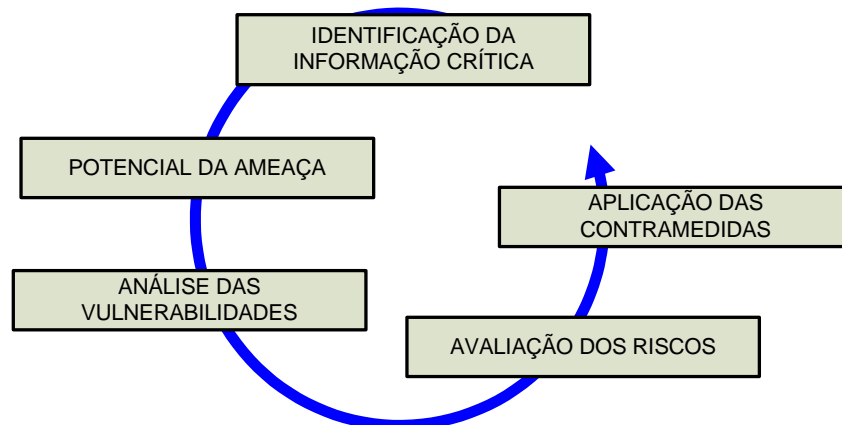 IDENTIFICAÇÃO DA
INFORMAÇÃO CRÍTICA
POTENCIAL DA AMEAÇA
ANÁLISE DAS
VULNERABILIDADES
AVALIAÇÃO DOS RISCOS
APLICAÇÃO DAS
CONTRAMEDIDAS